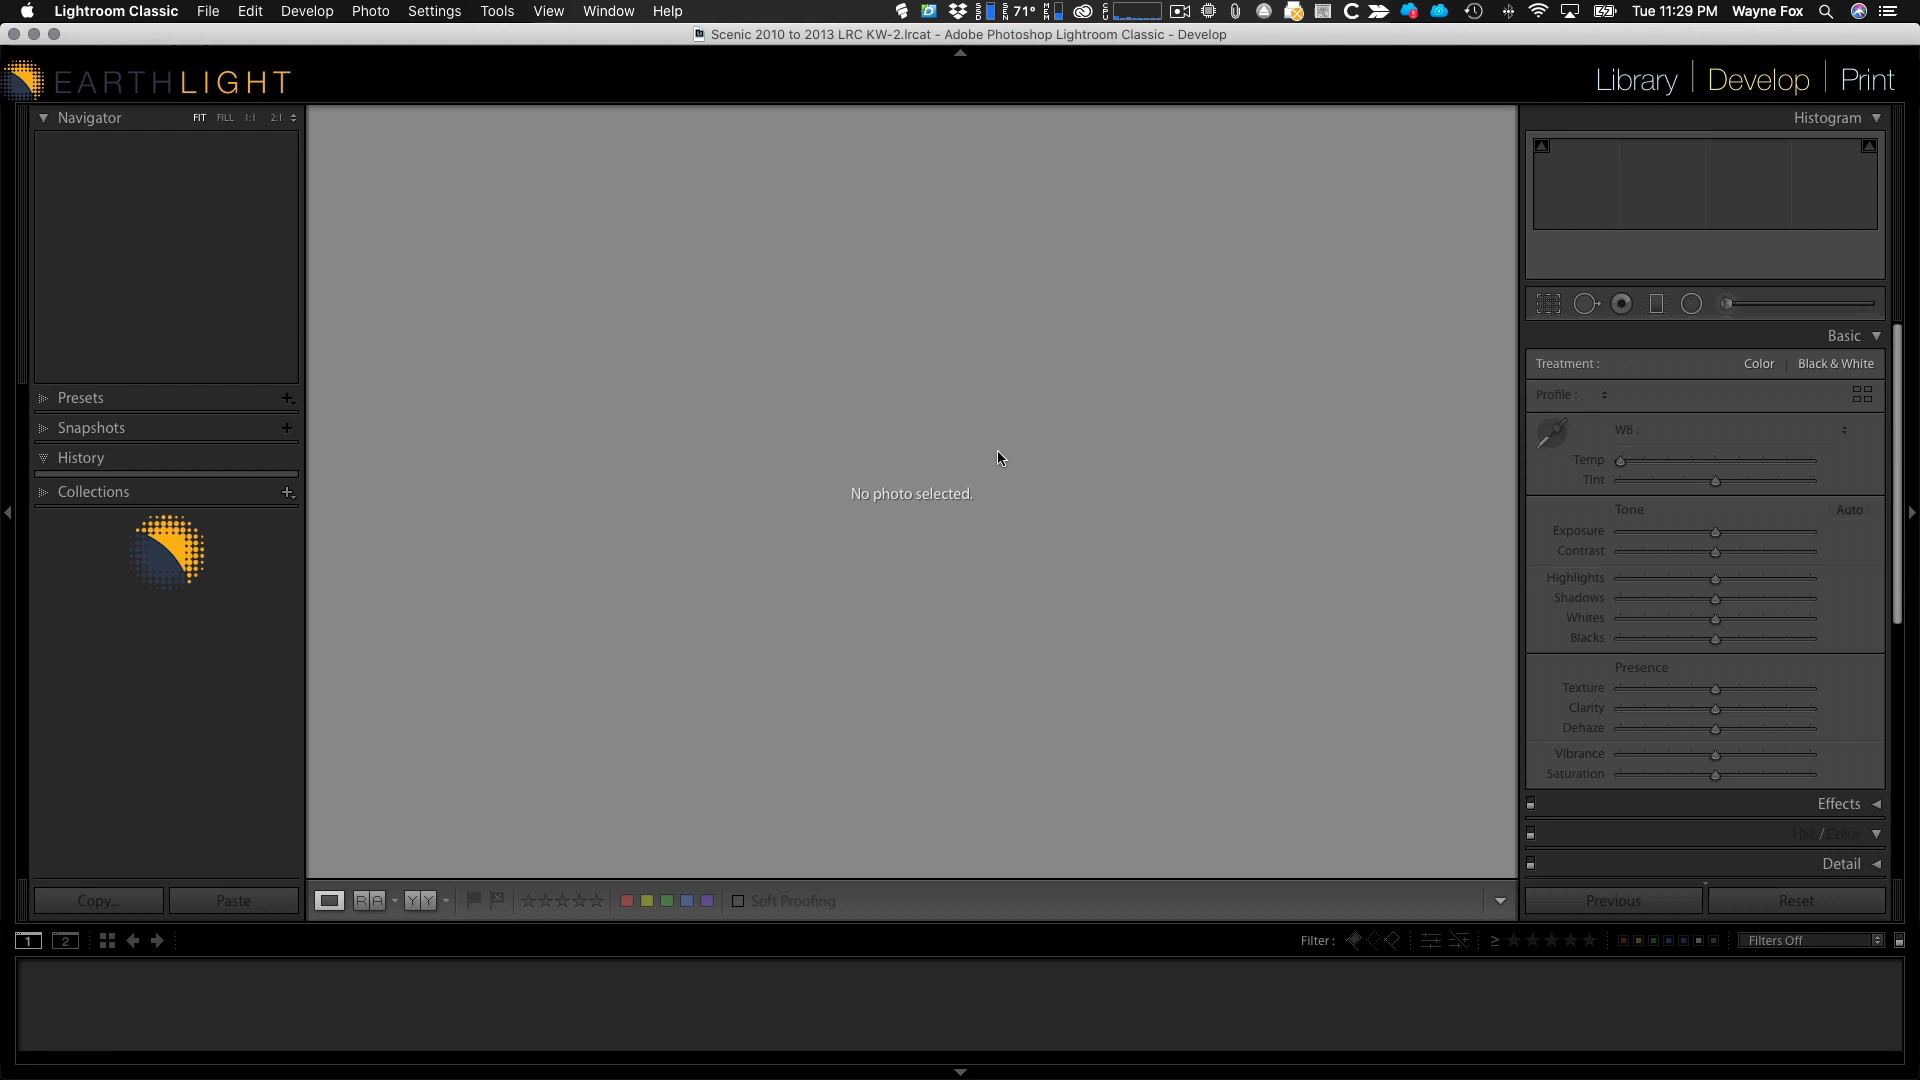 Lightroom Classic File Edit Develop Photo Settings Tools View Window Help 71° Tue 11:29 PM Wayne Fox
Scenic 2010 to 2013 LRC KW-2.lrcat - Adobe Photoshop Lightroom Classic - Develop
EARTHLIGHT
Library | Develop | Print
Navigator FIT FILL 1:1 2:1
Histogram
Presets
Snapshots
History
Collections
No photo selected.
Basic
Treatment : Color | Black & White
Profile :
WB :
Temp
Tint
Tone Auto
Exposure
Contrast
Highlights
Shadows
Whites
Blacks
Presence
Texture
Clarity
Dehaze
Vibrance
Saturation
Effects
HSL / Color
Detail
Copy... Paste
R A Y Y Soft Proofing
Previous Reset
1 2
Filter : ≥ Filters Off